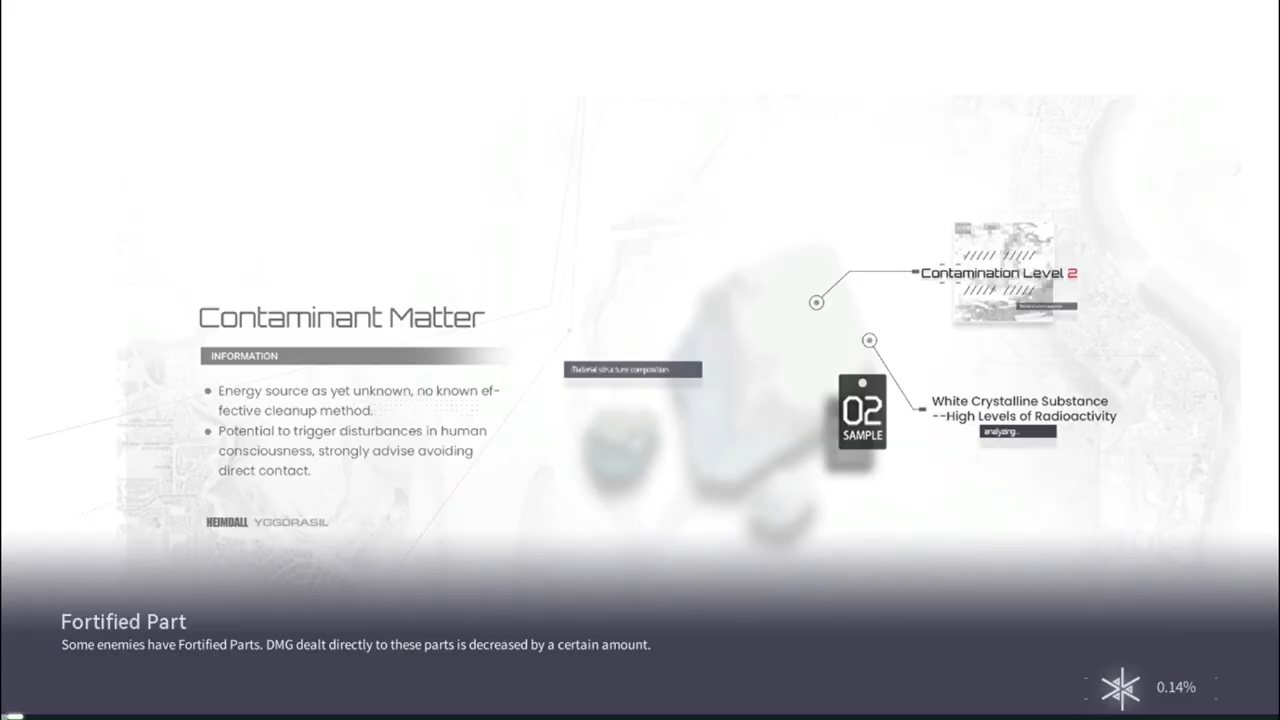 Contamination Level 2
Contaminant Matter
INFORMATION
Energy source as yet unknown, no known ef-
fective cleanup method.
Potential to trigger disturbances in human
consciousness, strongly advise avoiding
direct contact.
HEIMDALL YGGDRASIL
Material structure composition
02
SAMPLE
White Crystalline Substance
--High Levels of Radioactivity
analyzing..
Fortified Part
Some enemies have Fortified Parts. DMG dealt directly to these parts is decreased by a certain amount.
0.14%